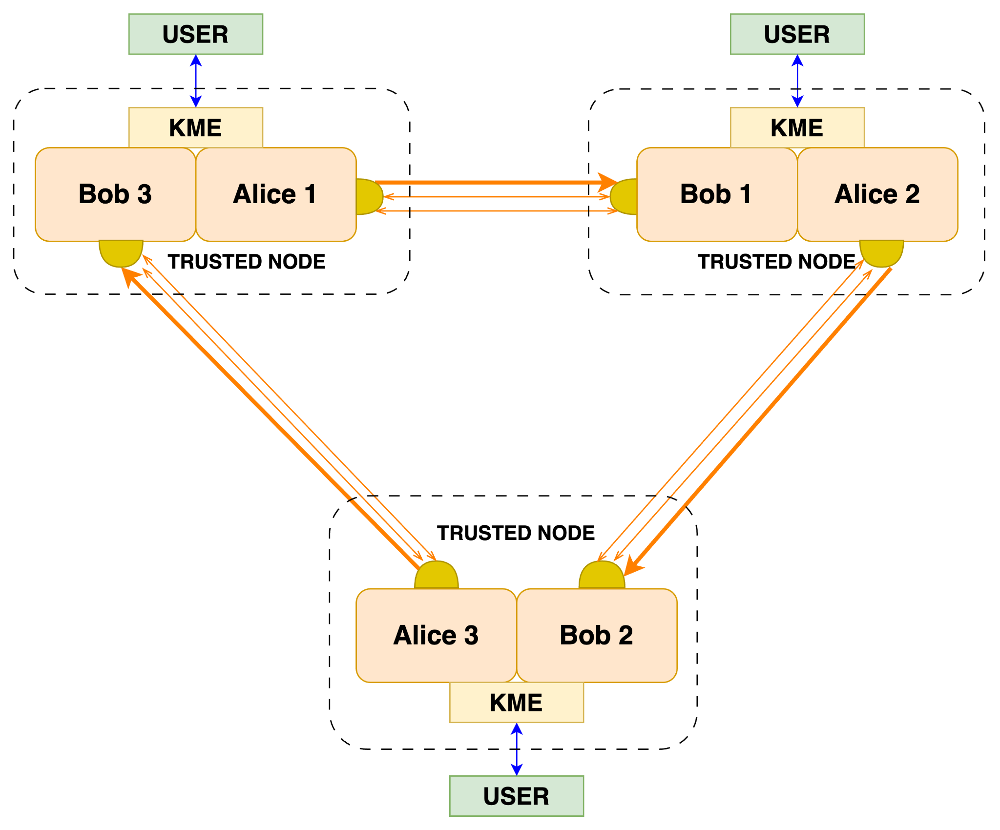 USER
USER
KME
KME
Bob 3
Alice 1
Bob 1
Alice 2
TRUSTED NODE
TRUSTED NODE
TRUSTED NODE
Alice 3
Bob 2
KME
USER